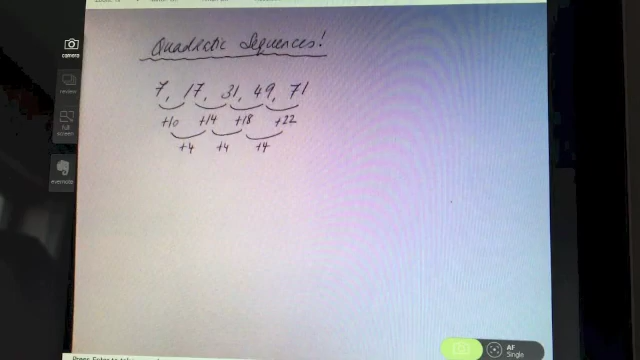 Quadratic Sequences!
7, 17, 31, 49, 71
+10 +14 +18 +22
+4 +4 +4
camera
review
full
screen
evernote
AF
Single